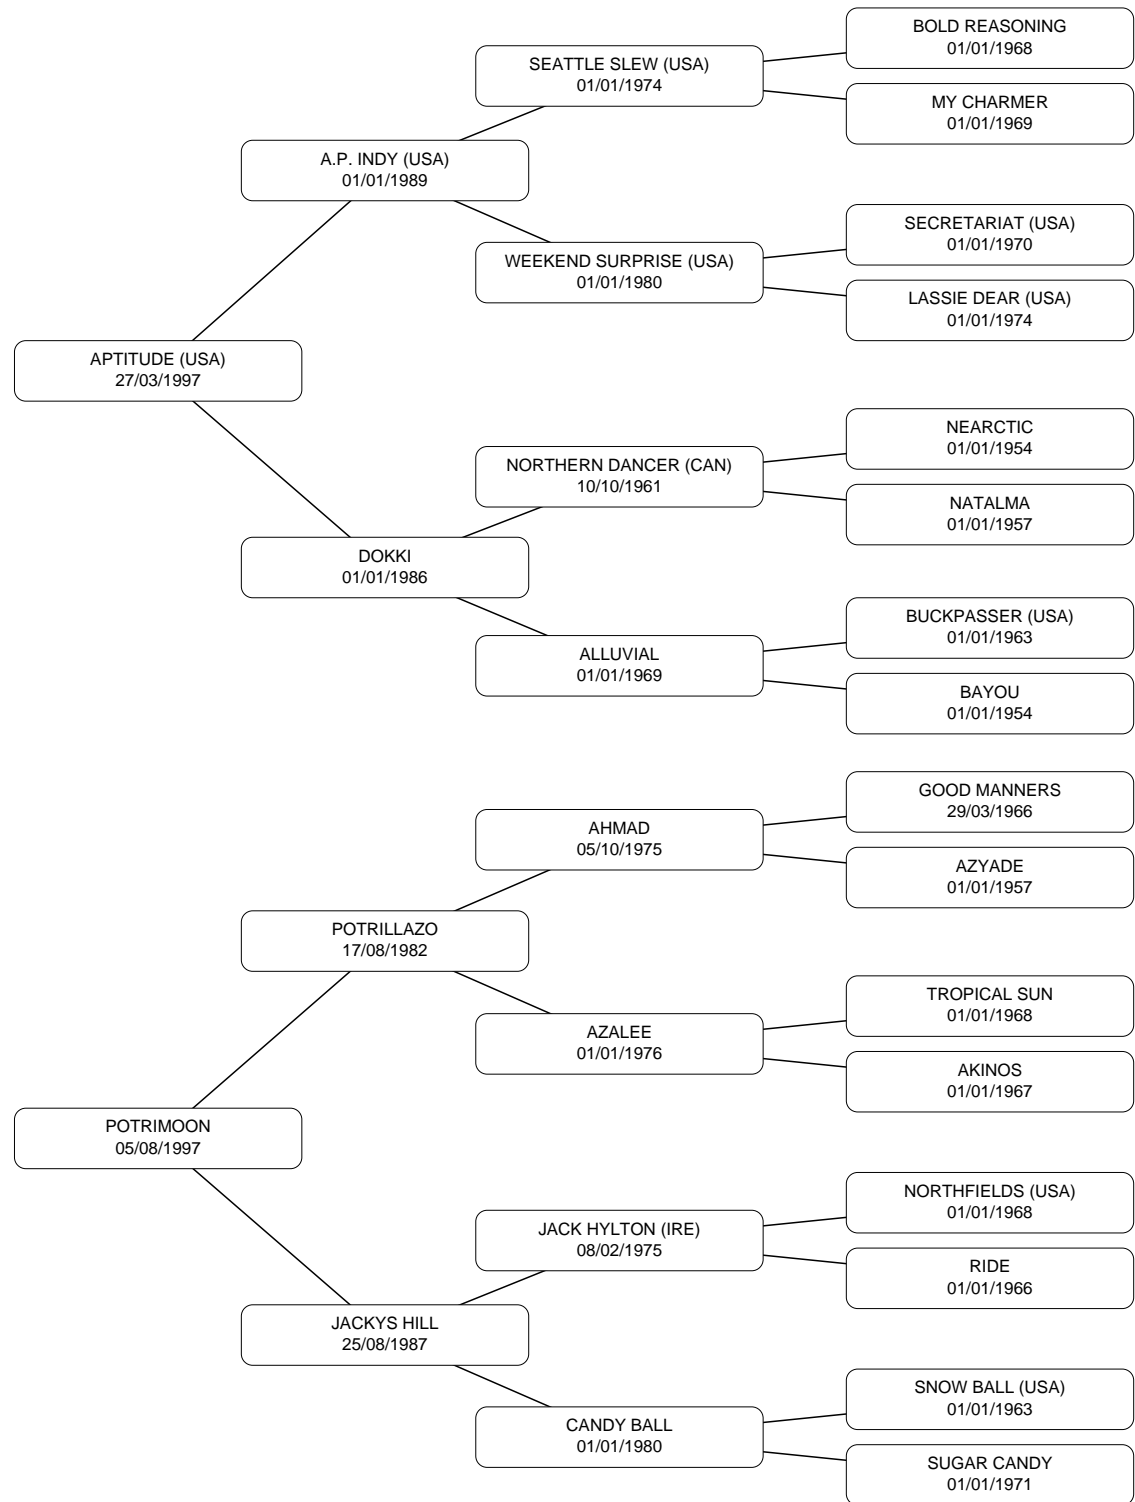 BOLD REASONING
01/01/1968
SEATTLE SLEW (USA)
01/01/1974
MY CHARMER
01/01/1969
A.P. INDY (USA)
01/01/1989
SECRETARIAT (USA)
01/01/1970
WEEKEND SURPRISE (USA)
01/01/1980
LASSIE DEAR (USA)
01/01/1974
APTITUDE (USA)
27/03/1997
NEARCTIC
01/01/1954
NORTHERN DANCER (CAN)
10/10/1961
NATALMA
01/01/1957
DOKKI
01/01/1986
BUCKPASSER (USA)
01/01/1963
ALLUVIAL
01/01/1969
BAYOU
01/01/1954
GOOD MANNERS
29/03/1966
AHMAD
05/10/1975
AZYADE
01/01/1957
POTRILLAZO
17/08/1982
TROPICAL SUN
01/01/1968
AZALEE
01/01/1976
AKINOS
01/01/1967
POTRIMOON
05/08/1997
NORTHFIELDS (USA)
01/01/1968
JACK HYLTON (IRE)
08/02/1975
RIDE
01/01/1966
JACKYS HILL
25/08/1987
SNOW BALL (USA)
01/01/1963
CANDY BALL
01/01/1980
SUGAR CANDY
01/01/1971